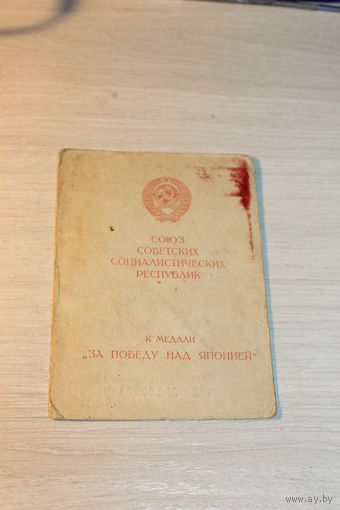 СОЮЗ
СОВЕТСКИХ
СОЦИАЛИСТИЧЕСКИХ
РЕСПУБЛИК
К МЕДАЛИ
„ЗА ПОБЕДУ НАД ЯПОНИЕЙ“
www.ay.by